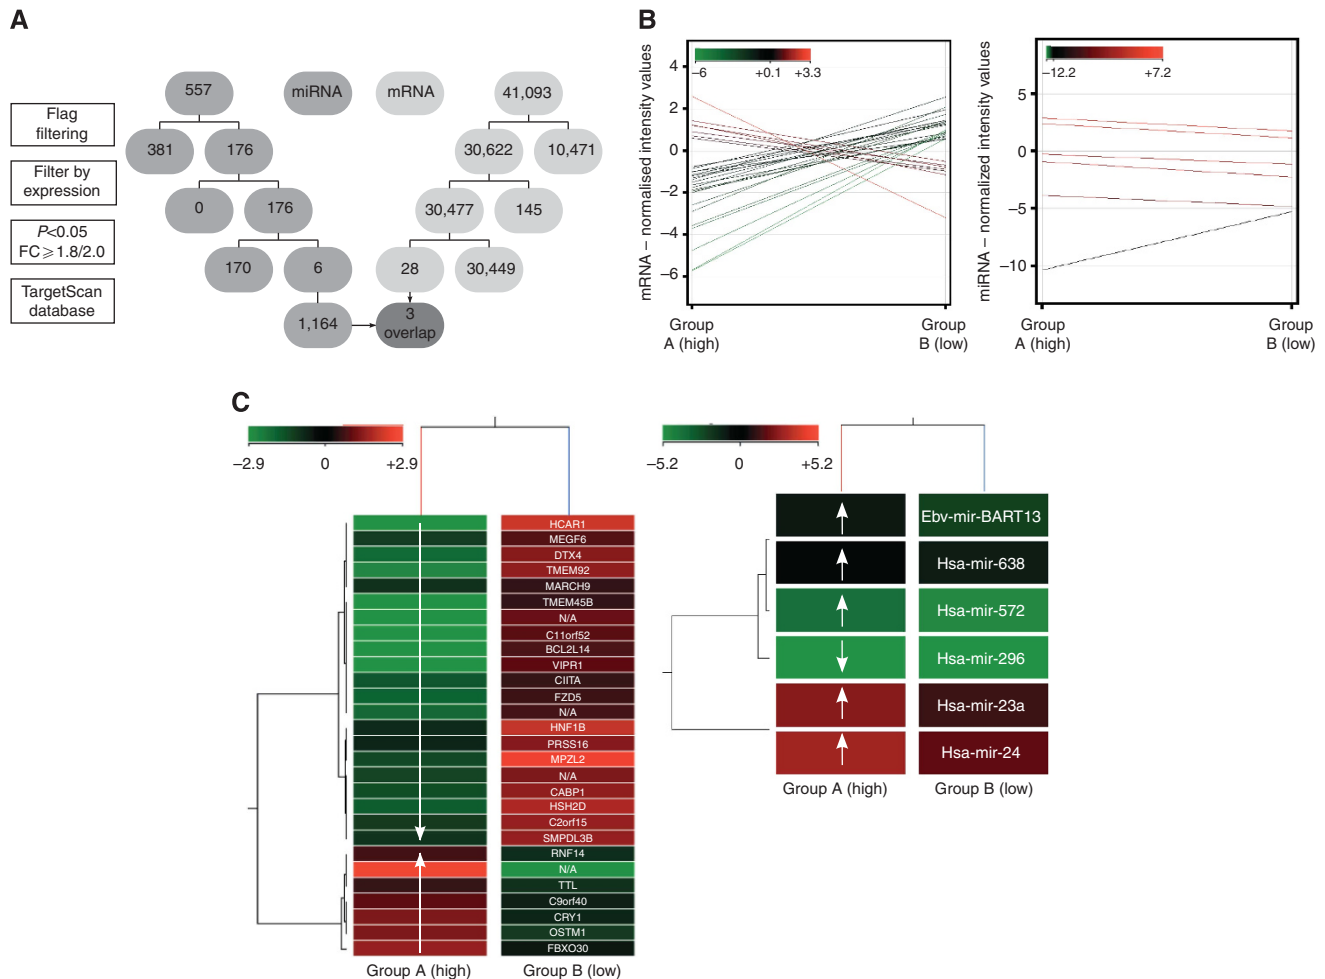 A
557
miRNA
mRNA
41,093
Flag
filtering
381
176
30,622
10,471
Filter by
expression
0
176
30,477
145
P<0.05
FC⩾1.8/2.0
170
6
28
30,449
TargetScan
database
1,164
3
overlap
B
mRNA – normalised intensity values
–6
+0.1
+3.3
4
2
0
–2
–4
–6
Group
A (high)
Group
B (low)
miRNA – normalized intensity values
–12.2
+7.2
5
0
–5
–10
Group
A (high)
Group
B (low)
C
–2.9
0
+2.9
HCAR1
MEGF6
DTX4
TMEM92
MARCH9
TMEM45B
N/A
C11orf52
BCL2L14
VIPR1
CIITA
FZD5
N/A
HNF1B
PRSS16
MPZL2
N/A
CABP1
HSH2D
C2orf15
SMPDL3B
RNF14
N/A
TTL
C9orf40
CRY1
OSTM1
FBXO30
Group A (high)
Group B (low)
–5.2
0
+5.2
Ebv-mir-BART13
Hsa-mir-638
Hsa-mir-572
Hsa-mir-296
Hsa-mir-23a
Hsa-mir-24
Group A (high)
Group B (low)